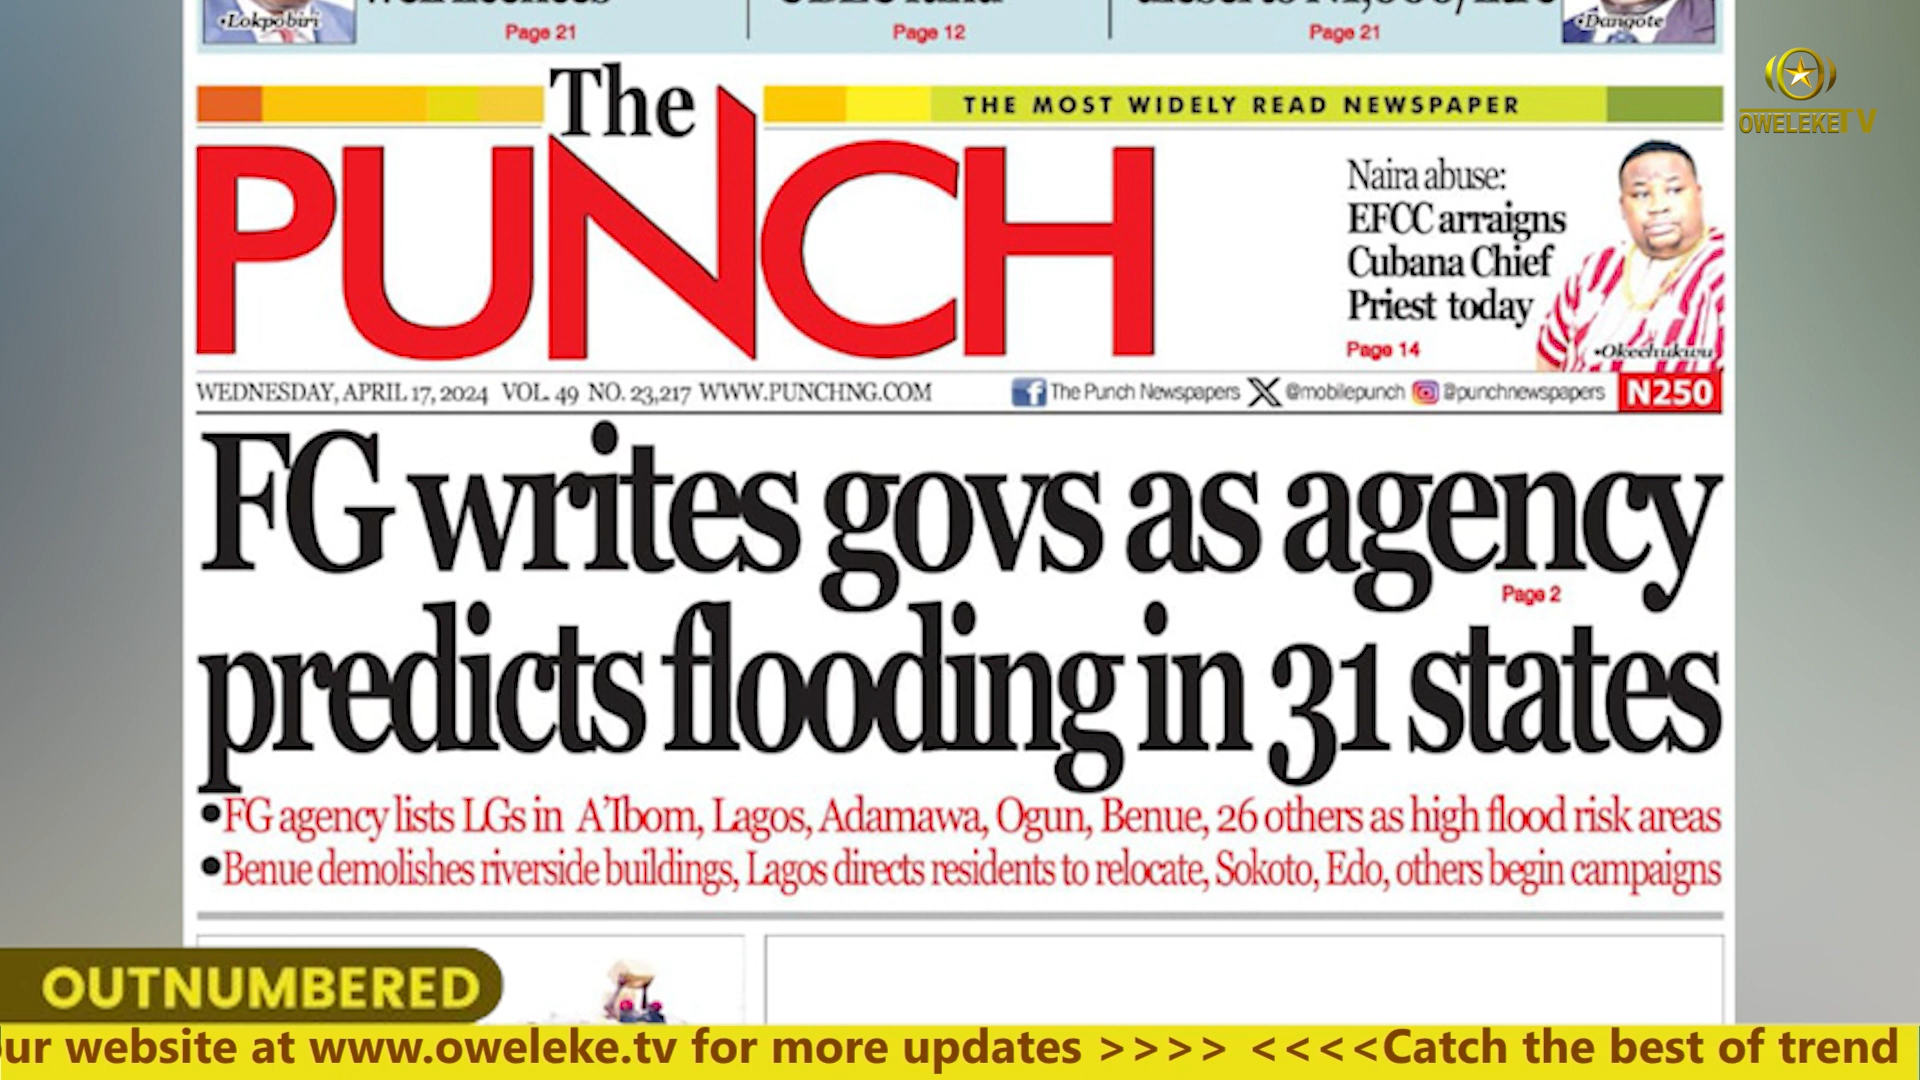 •Lokpobiri
Page 21
Page 12
Page 21
•Dangote
OWELEKETV
The
PUNCH
THE MOST WIDELY READ NEWSPAPER
Naira abuse:
EFCC arraigns
Cubana Chief
Priest today
Page 14
•Okechukwu
WEDNESDAY, APRIL 17, 2024 VOL. 49 NO. 23,217 WWW.PUNCHNG.COM
The Punch Newspapers @mobilepunch @punchnewspapers N250
FG writes govs as agency
Page 2
predicts flooding in 31 states
•FG agency lists LGs in A'Ibom, Lagos, Adamawa, Ogun, Benue, 26 others as high flood risk areas
•Benue demolishes riverside buildings, Lagos directs residents to relocate, Sokoto, Edo, others begin campaigns
OUTNUMBERED
ur website at www.oweleke.tv for more updates >>>> <<<<Catch the best of trend